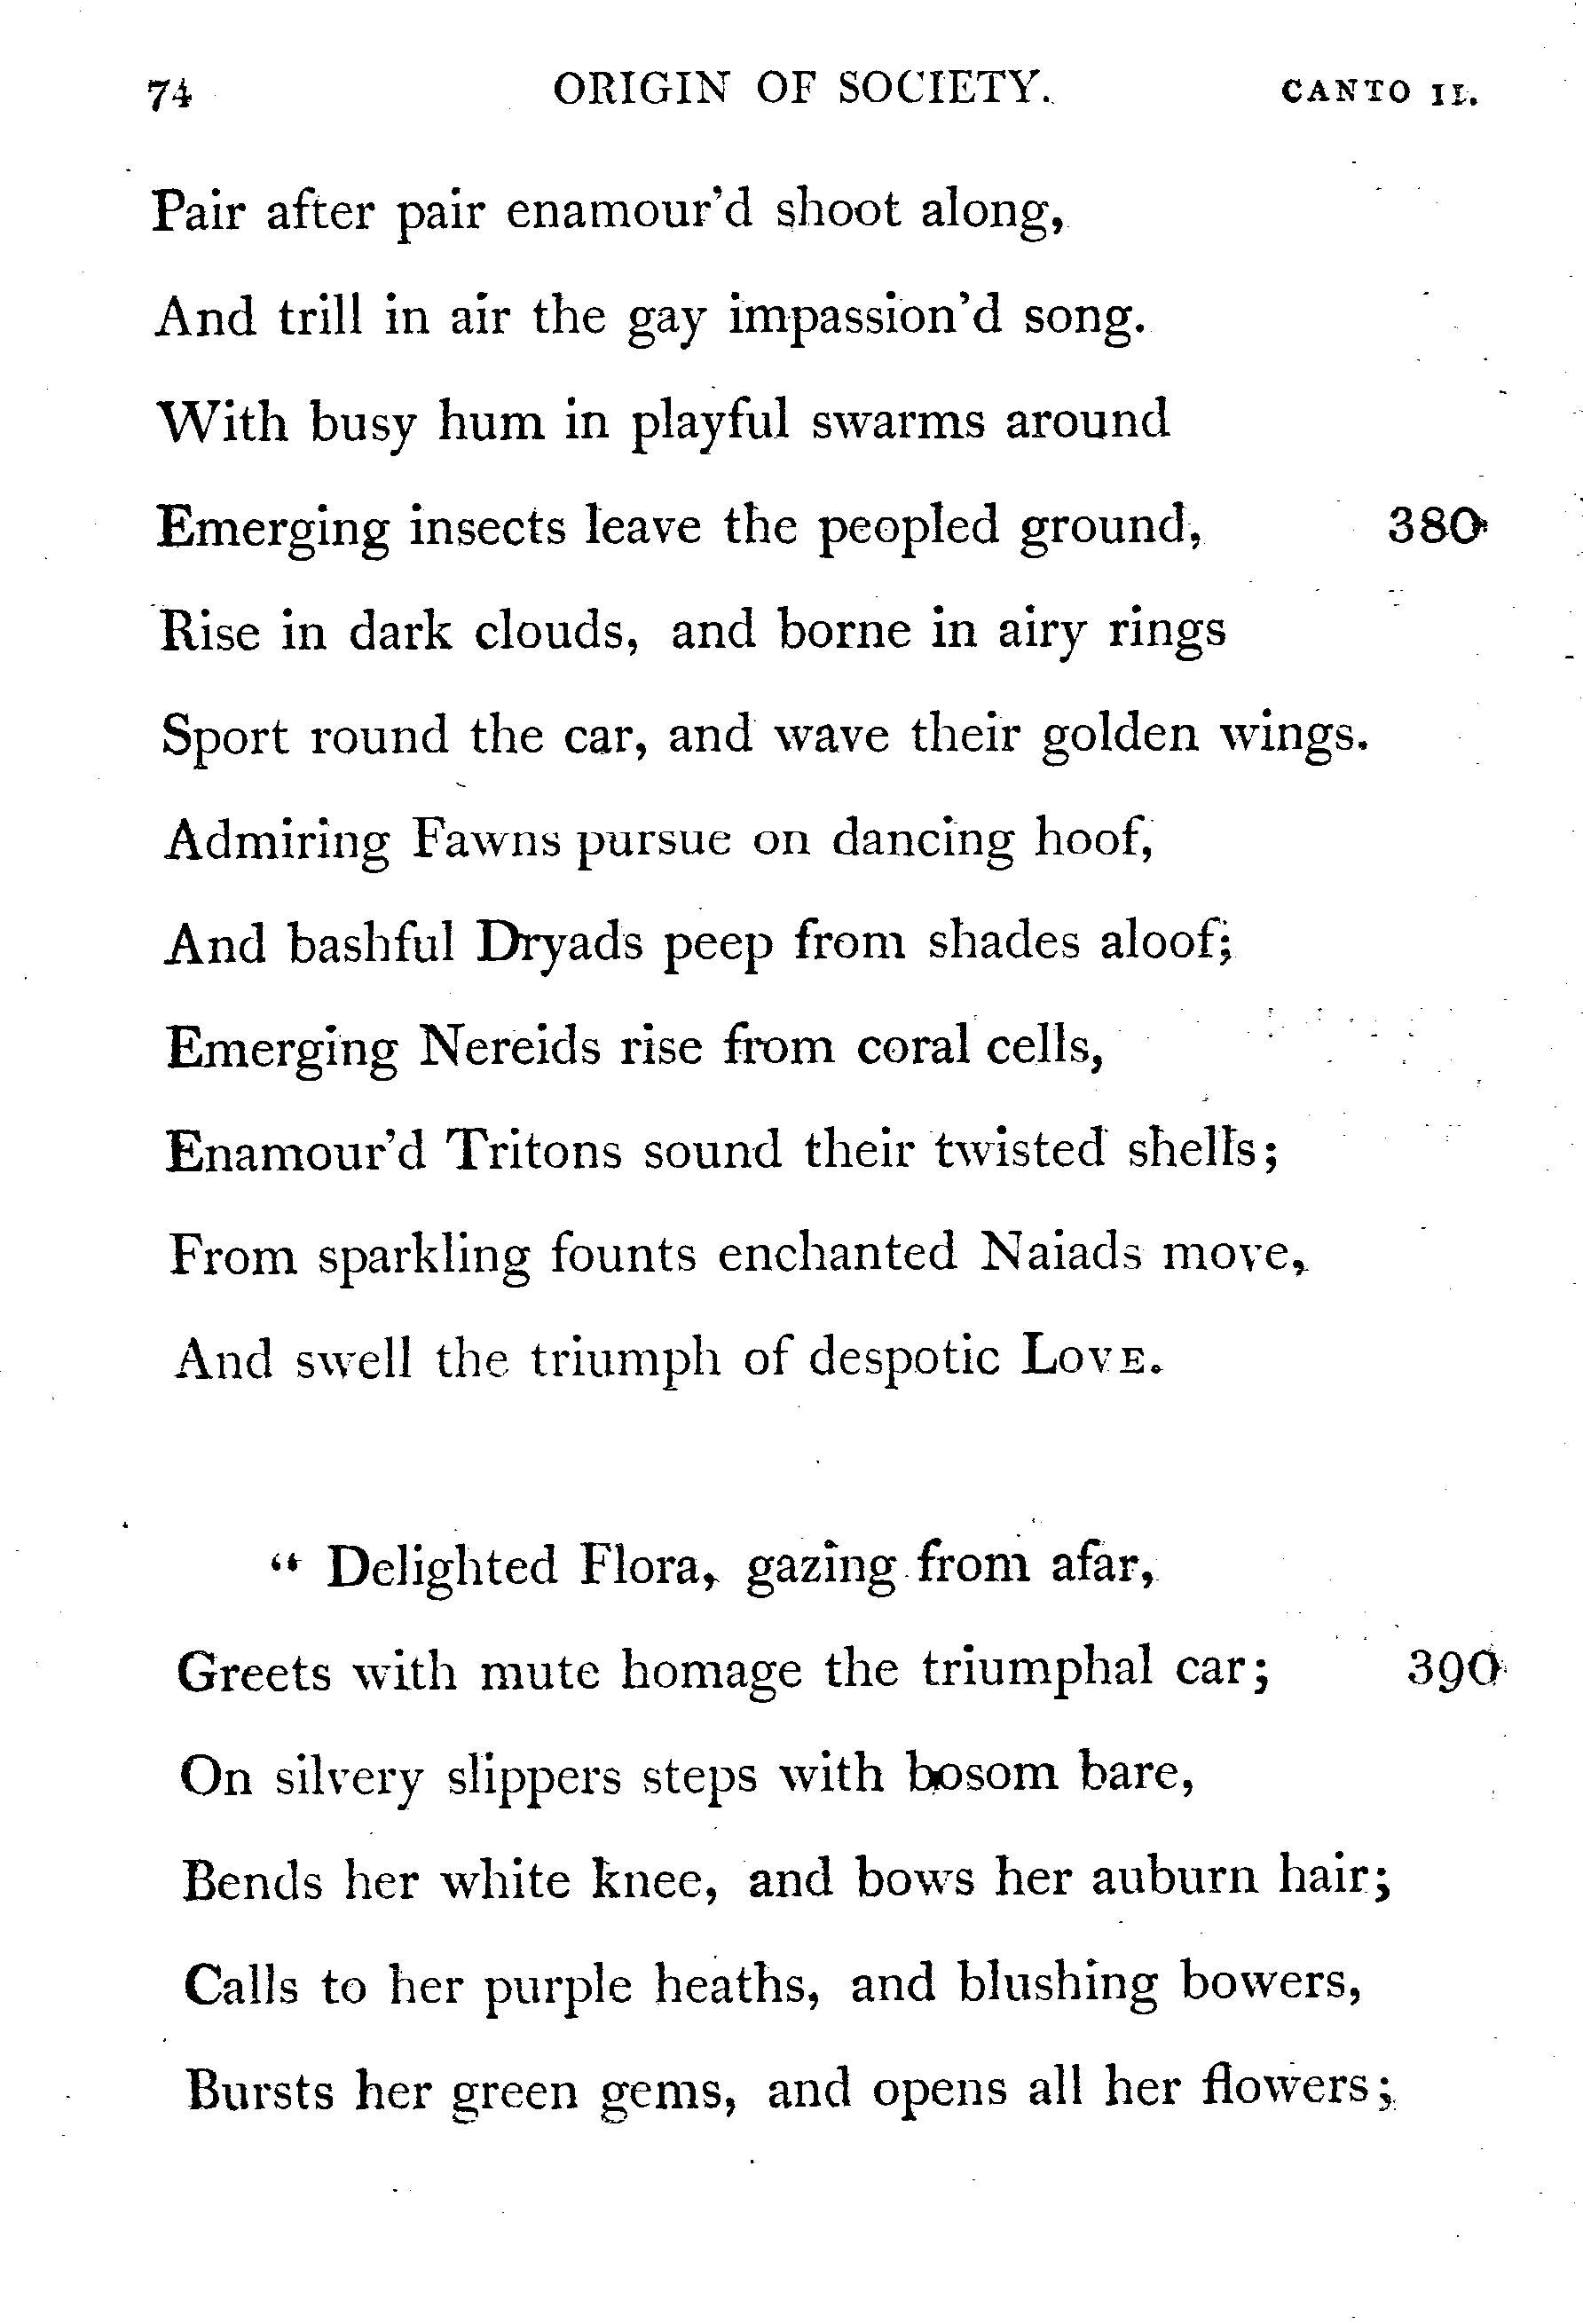 74 ORIGIN OF SOCIETY. CANTO II.
Pair after pair enamour'd shoot along,
And trill in air the gay impassion'd song.
With busy hum in playful swarms around
Emerging insects leave the peopled ground, 380
Rise in dark clouds, and borne in airy rings
Sport round the car, and wave their golden wings.
Admiring Fawns pursue on dancing hoof,
And bashful Dryads peep from shades aloof;
Emerging Nereids rise from coral cells,
Enamour'd Tritons sound their twisted shells;
From sparkling founts enchanted Naiads move,
And swell the triumph of despotic LOVE.
“ Delighted Flora, gazing from afar,
Greets with mute homage the triumphal car; 390
On silvery slippers steps with bosom bare,
Bends her white knee, and bows her auburn hair;
Calls to her purple heaths, and blushing bowers,
Bursts her green gems, and opens all her flowers;